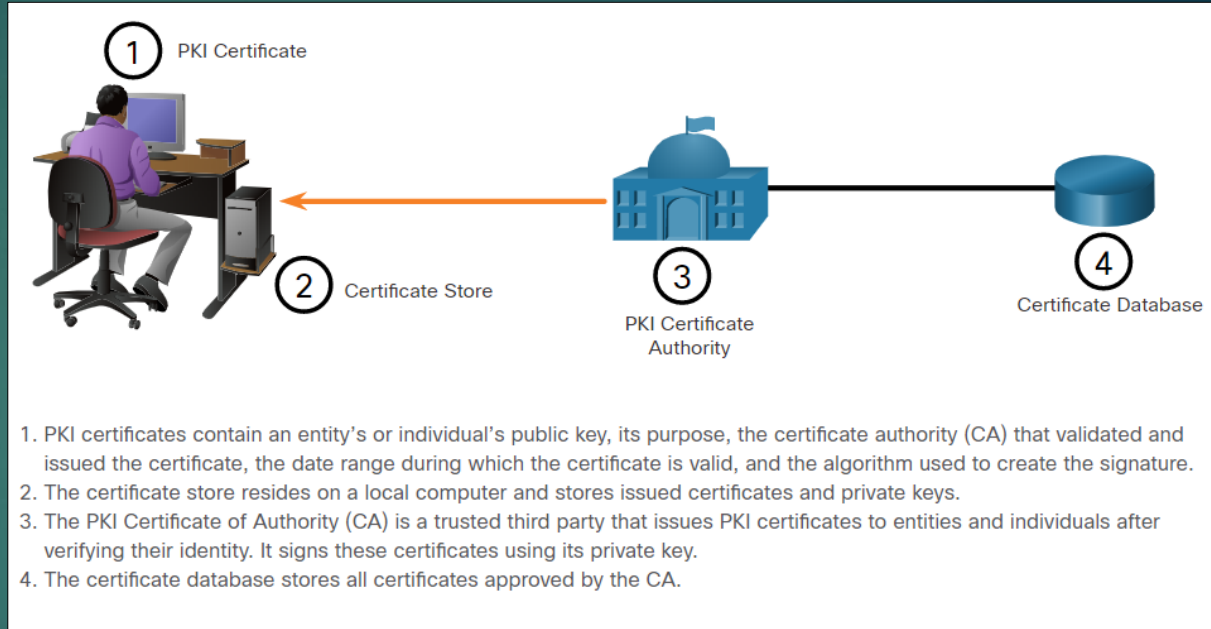 1
PKI Certificate
2
Certificate Store
3
PKI Certificate
Authority
4
Certificate Database
1. PKI certificates contain an entity’s or individual’s public key, its purpose, the certificate authority (CA) that validated and
issued the certificate, the date range during which the certificate is valid, and the algorithm used to create the signature.
2. The certificate store resides on a local computer and stores issued certificates and private keys.
3. The PKI Certificate of Authority (CA) is a trusted third party that issues PKI certificates to entities and individuals after
verifying their identity. It signs these certificates using its private key.
4. The certificate database stores all certificates approved by the CA.